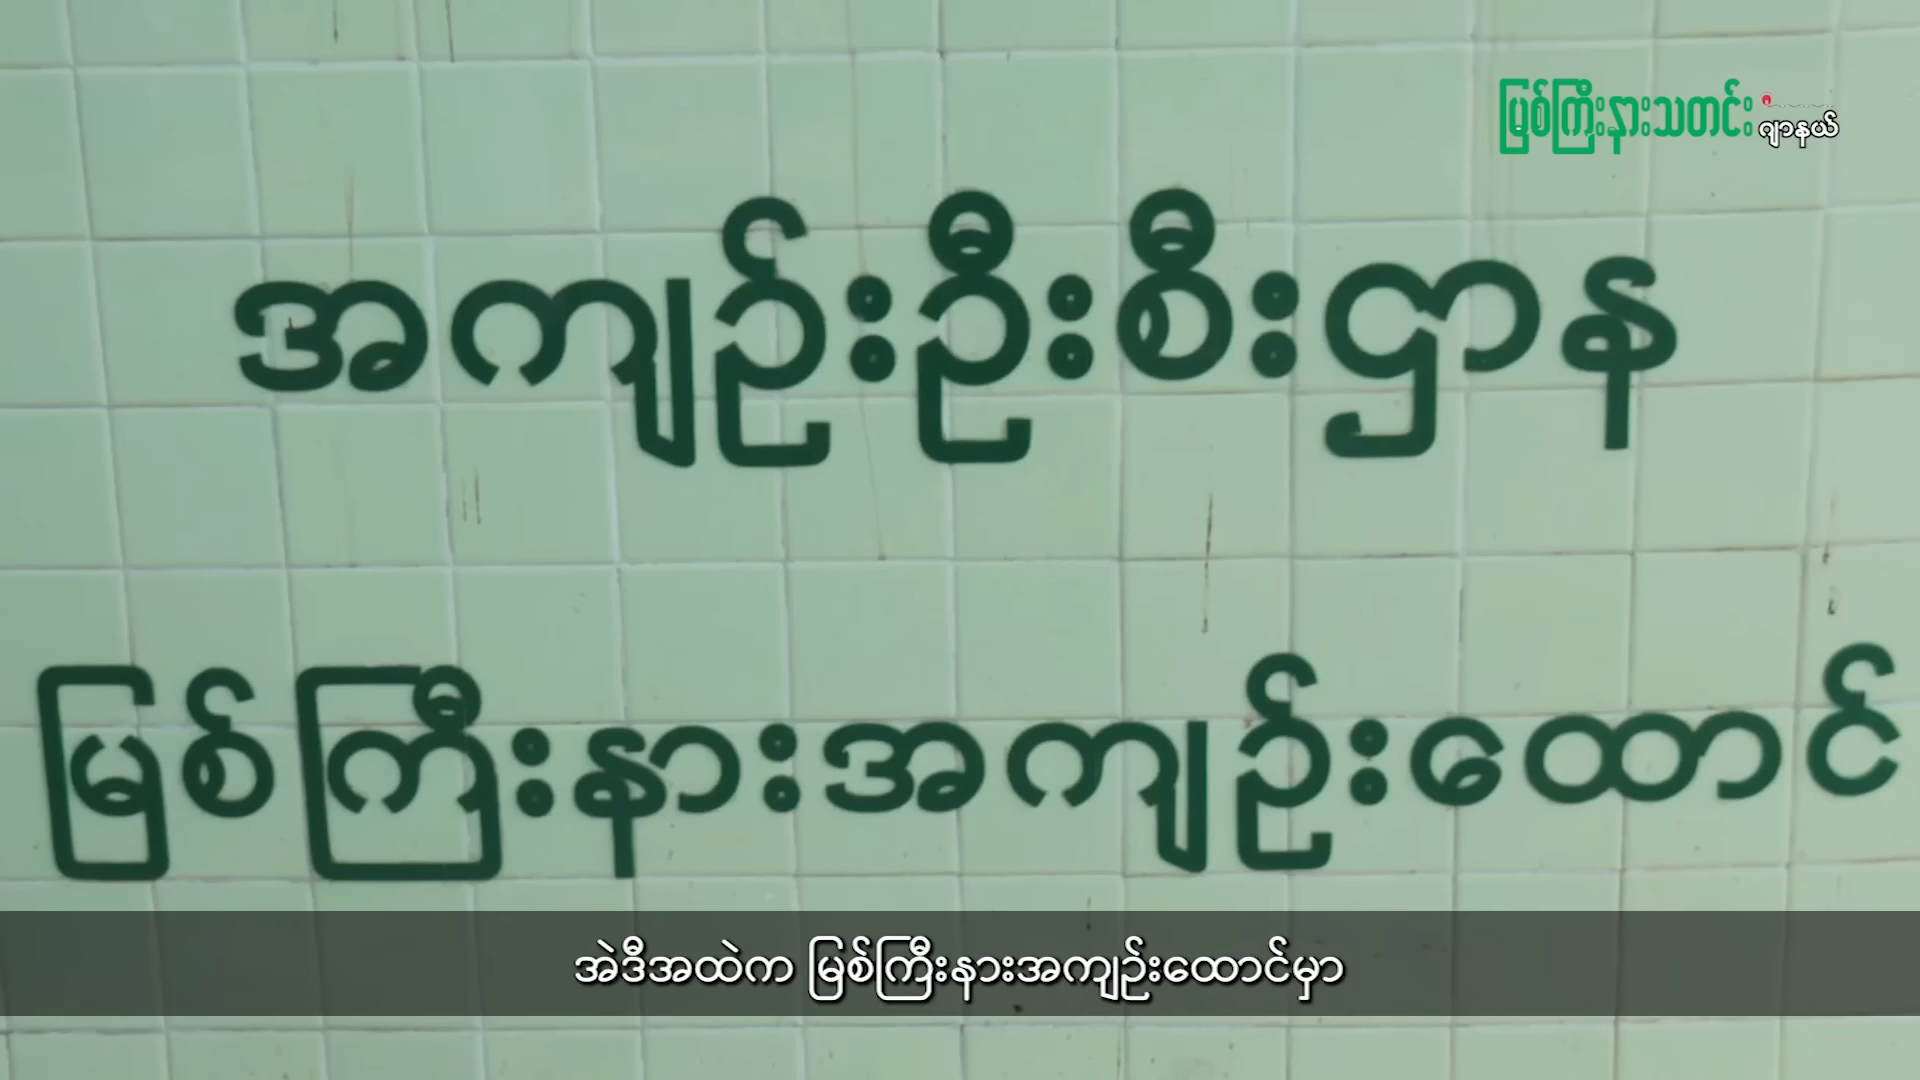 မြစ်ကြီးနားသတင်း ဂျာနယ်
အကျဉ်းဦးစီးဌာန
မြစ်ကြီးနားအကျဉ်းထောင်
အဲဒီအထဲက မြစ်ကြီးနားအကျဉ်းထောင်မှာ